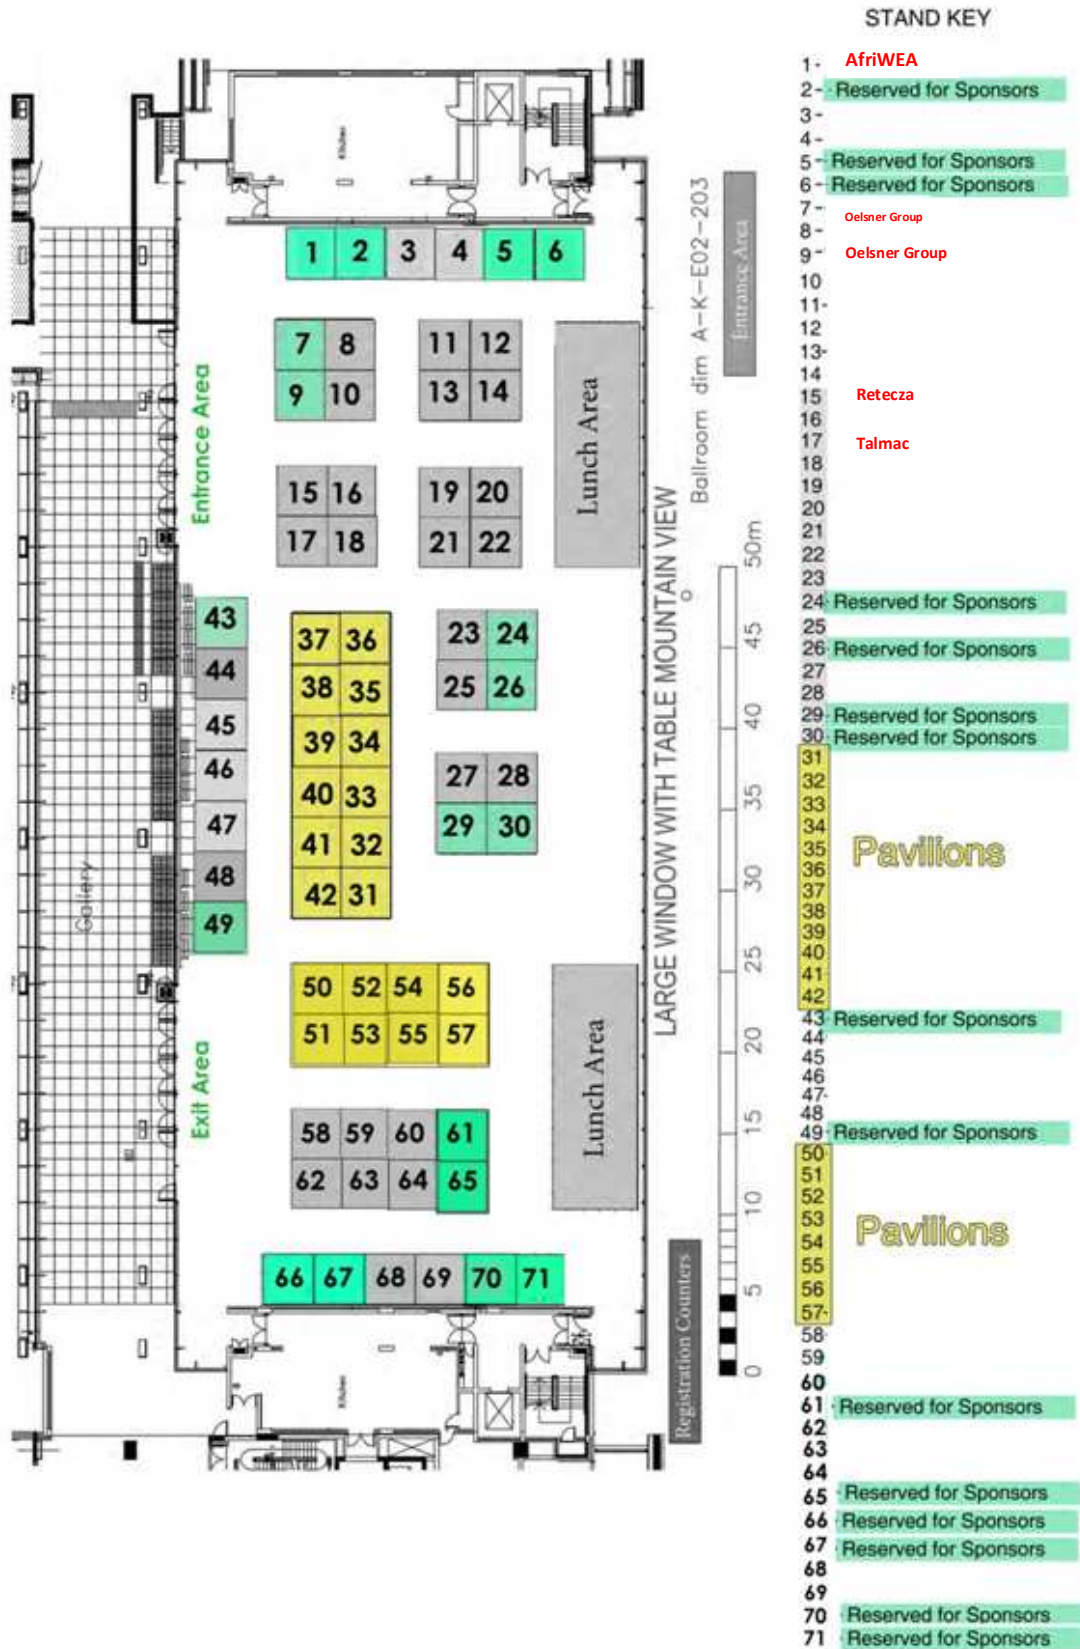 STAND KEY
1- AfriWEA
2- Reserved for Sponsors
3-
4-
5- Reserved for Sponsors
6- Reserved for Sponsors
7- Oelsner Group
8-
9- Oelsner Group
10
11-
12
13-
14
15 Retecza
16
17 Talmac
18
19
20
21
22
23
24 Reserved for Sponsors
25
26 Reserved for Sponsors
27
28
29 Reserved for Sponsors
30 Reserved for Sponsors
31
32
33
34
35 Pavilions
36
37
38
39
40
41
42
43 Reserved for Sponsors
44
45
46
47-
48
49- Reserved for Sponsors
50
51
52
53 Pavilions
54
55
56
57-
58-
59
60
61 Reserved for Sponsors
62
63
64
65 Reserved for Sponsors
66 Reserved for Sponsors
67 Reserved for Sponsors
68
69
70 Reserved for Sponsors
71 Reserved for Sponsors
Kitchen
1 2 3 4 5 6
7 8 11 12
9 10 13 14
15 16 19 20
17 18 21 22
43
44
45
46
47
48
49
37 36
38 35
39 34
40 33
41 32
42 31
23 24
25 26
27 28
29 30
50 52 54 56
51 53 55 57
58 59 60 61
62 63 64 65
66 67 68 69 70 71
Kitchen
Entrance Area
Exit Area
Gallery
Lunch Area
Lunch Area
LARGE WINDOW WITH TABLE MOUNTAIN VIEW
Ballroom dim A-K-E02-203
Entrance Area
Registration Counters
0 5 10 15 20 25 30 35 40 45 50m